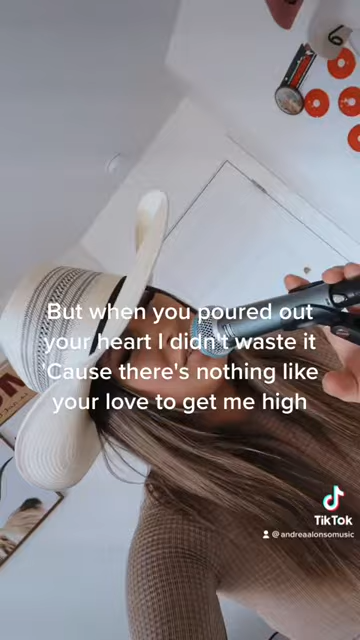 But when you poured out
your heart I didn't waste it
Cause there's nothing like
your love to get me high
TikTok
@andreaalonsomusic